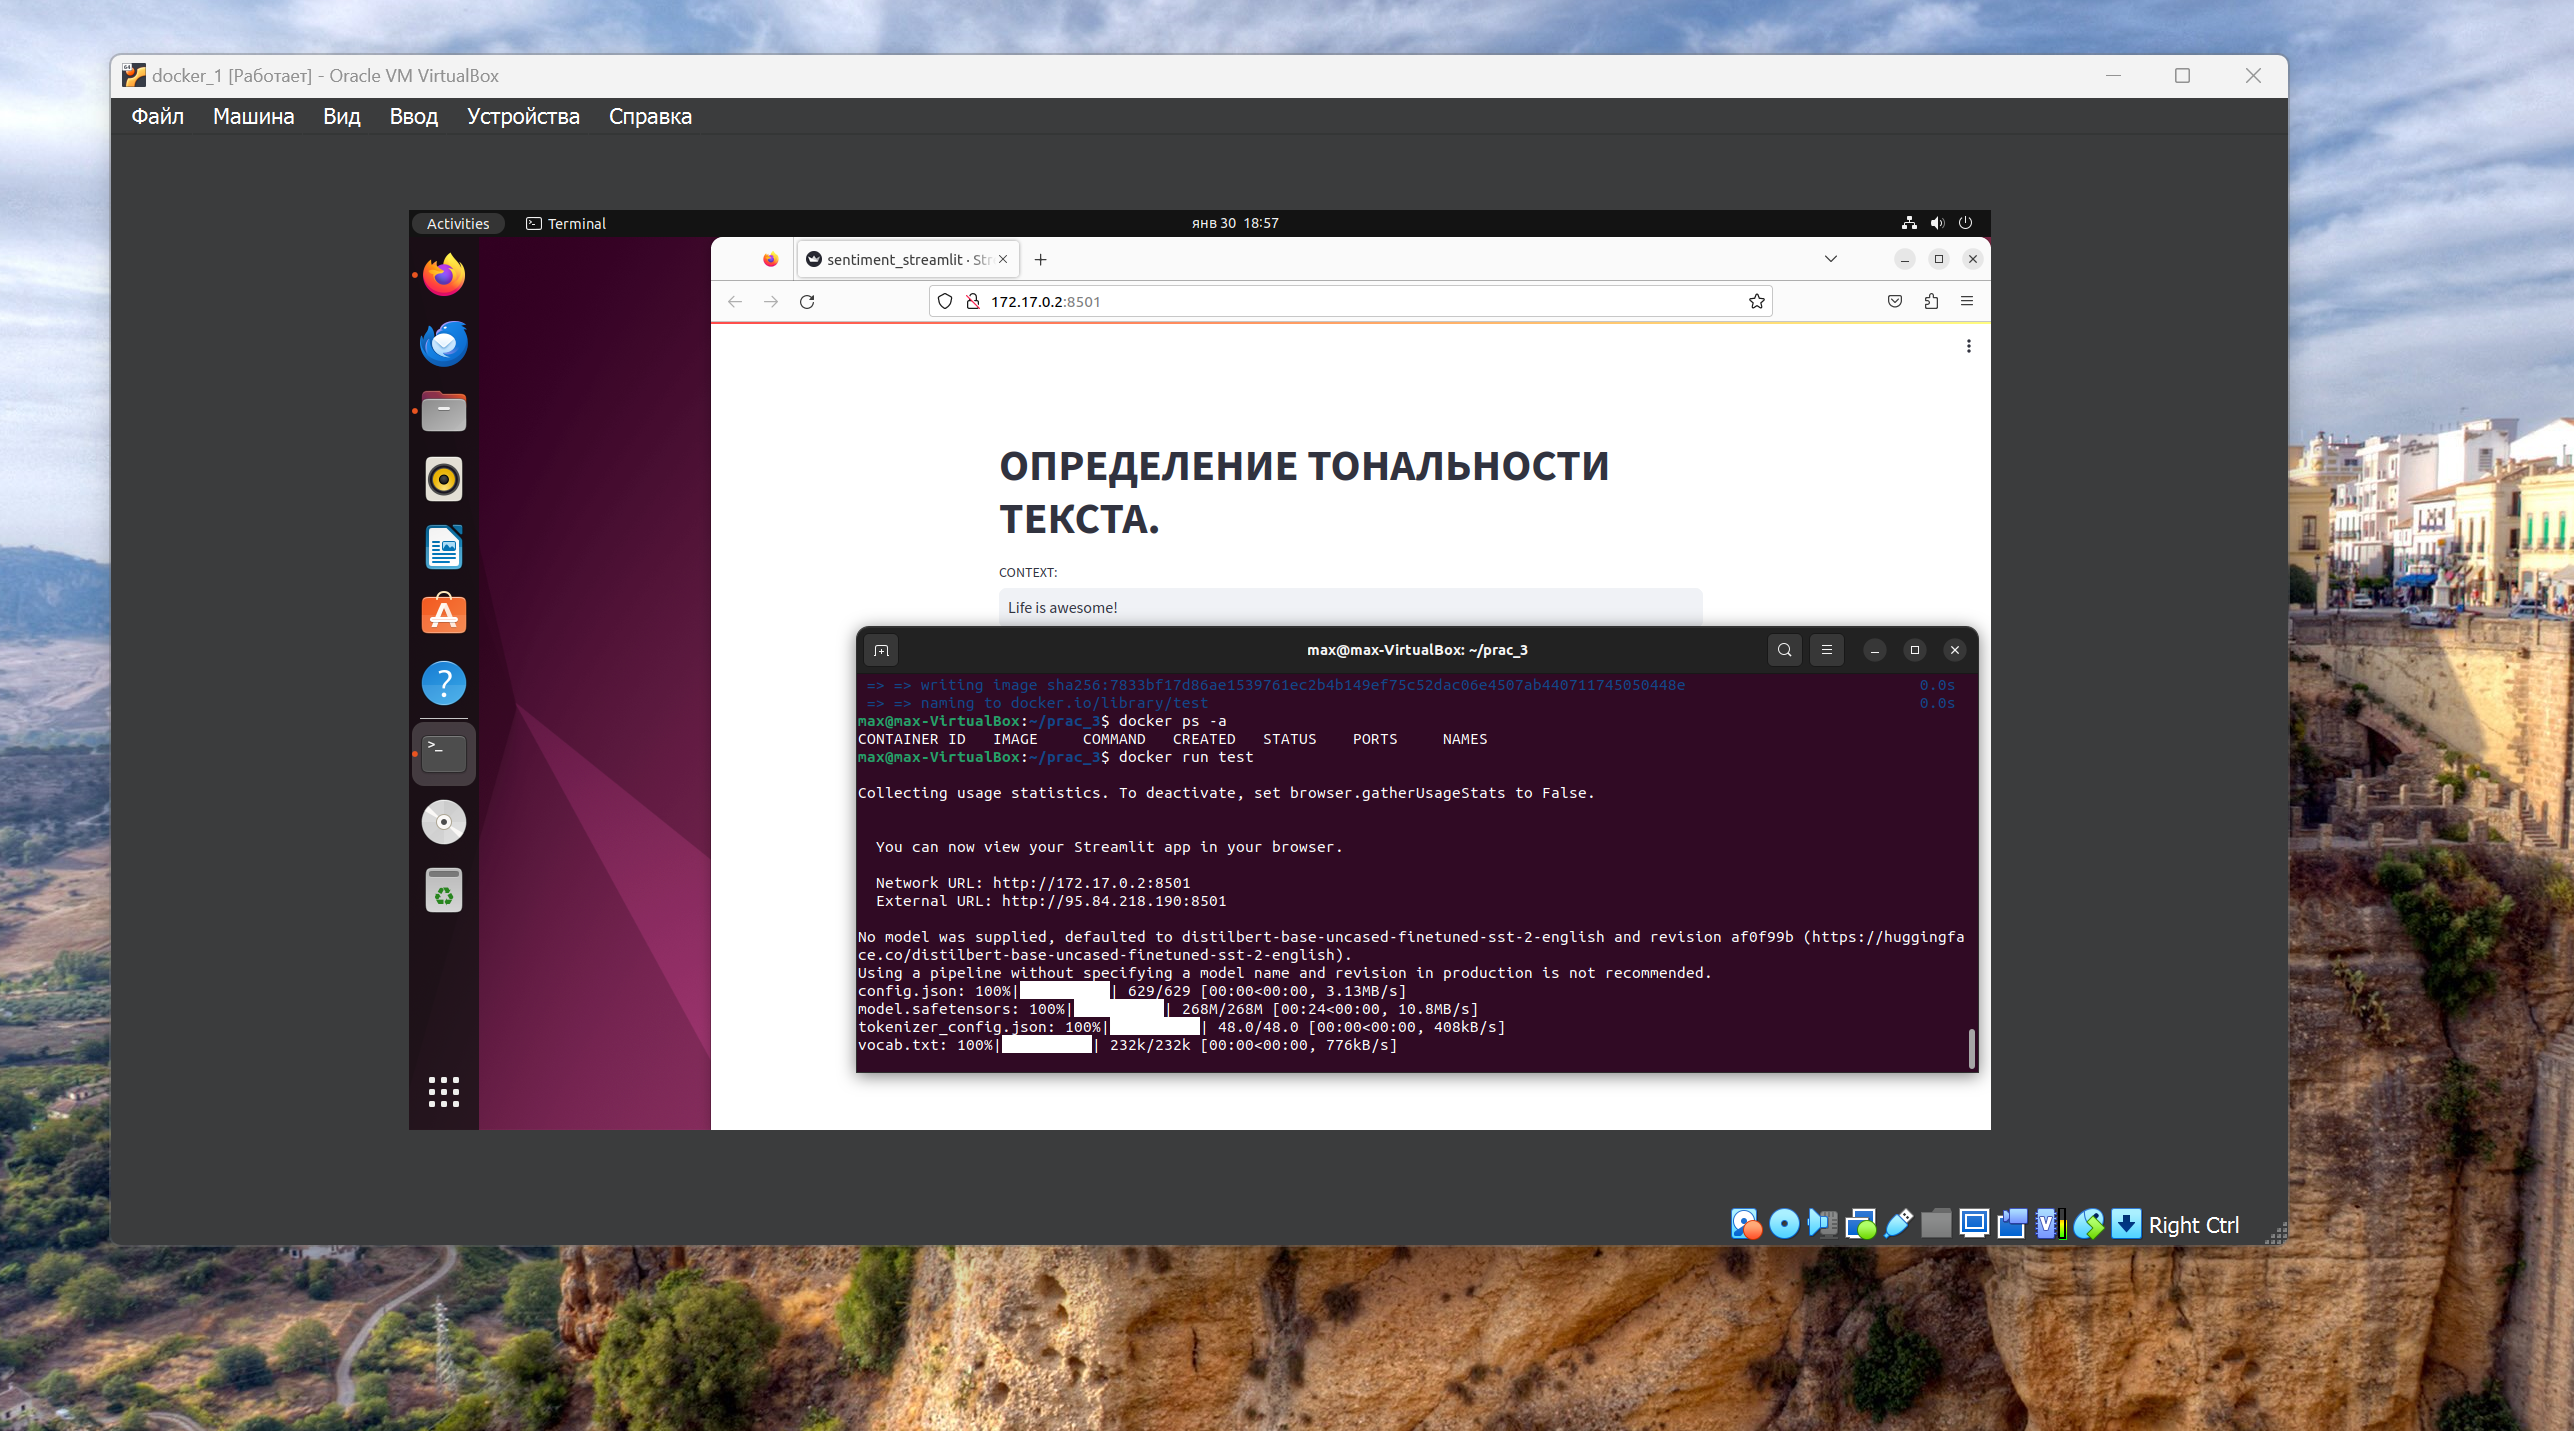 docker_1 [Работает] - Oracle VM VirtualBox
Файл Машина Вид Ввод Устройства Справка
Activities Terminal янв 30 18:57
sentiment_streamlit · Str
172.17.0.2:8501
ОПРЕДЕЛЕНИЕ ТОНАЛЬНОСТИ
ТЕКСТА.
CONTEXT:
Life is awesome!
max@max-VirtualBox: ~/prac_3
=> => writing image sha256:7833bf17d86ae1539761ec2b4b149ef75c52dac06e4507ab440711745050448e 0.0s
=> => naming to docker.io/library/test 0.0s
max@max-VirtualBox:~/prac_3$ docker ps -a
CONTAINER ID IMAGE COMMAND CREATED STATUS PORTS NAMES
max@max-VirtualBox:~/prac_3$ docker run test
Collecting usage statistics. To deactivate, set browser.gatherUsageStats to False.
You can now view your Streamlit app in your browser.
Network URL: http://172.17.0.2:8501
External URL: http://95.84.218.190:8501
No model was supplied, defaulted to distilbert-base-uncased-finetuned-sst-2-english and revision af0f99b (https://huggingfa
ce.co/distilbert-base-uncased-finetuned-sst-2-english).
Using a pipeline without specifying a model name and revision in production is not recommended.
config.json: 100%|██████████| 629/629 [00:00<00:00, 3.13MB/s]
model.safetensors: 100%|██████████| 268M/268M [00:24<00:00, 10.8MB/s]
tokenizer_config.json: 100%|██████████| 48.0/48.0 [00:00<00:00, 408kB/s]
vocab.txt: 100%|██████████| 232k/232k [00:00<00:00, 776kB/s]
Right Ctrl